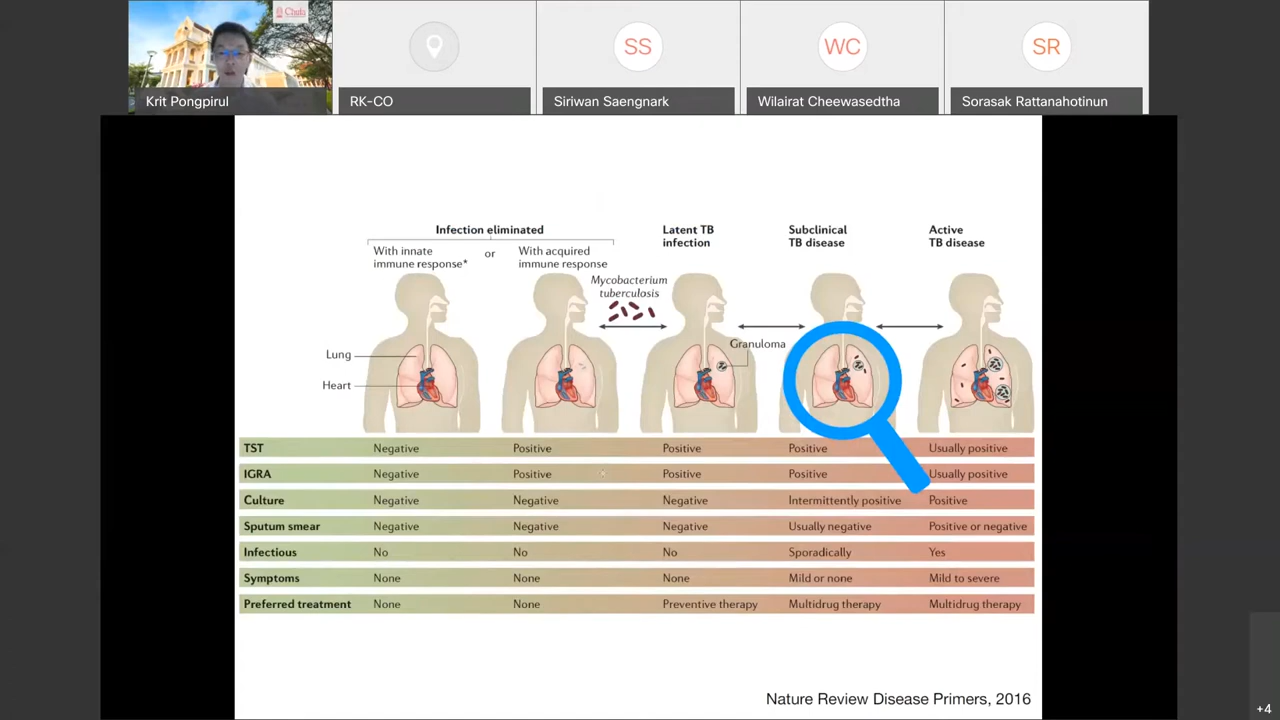 Chula
Krit Pongpirul
RK-CO
SS
Siriwan Saengnark
WC
Wilairat Cheewasedtha
SR
Sorasak Rattanahotinun
Infection eliminated
With innate
immune response*
or
With acquired
immune response
Latent TB
infection
Subclinical
TB disease
Active
TB disease
Mycobacterium
tuberculosis
Granuloma
Lung
Heart
TST Negative Positive Positive Positive Usually positive
IGRA Negative Positive Positive Positive Usually positive
Culture Negative Negative Negative Intermittently positive Positive
Sputum smear Negative Negative Negative Usually negative Positive or negative
Infectious No No No Sporadically Yes
Symptoms None None None Mild or none Mild to severe
Preferred treatment None None Preventive therapy Multidrug therapy Multidrug therapy
Nature Review Disease Primers, 2016
+4